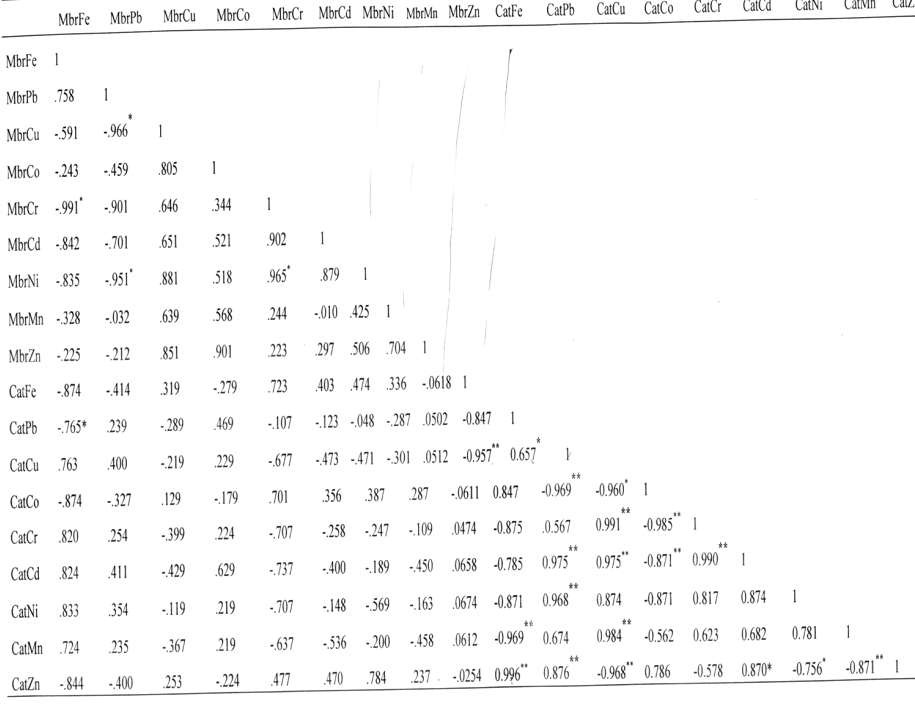 MbrFe MbrPb MbrCu MbrCo MbrCr MbrCd MbrNi MbrMn MbrZn CatFe CatPb CatCu CatCo CatCr CatCd CatNi CatMn
MbrFe 1
MbrPb .758 1
MbrCu -.591 -.966* 1
MbrCo -.243 -.459 .805 1
MbrCr -.991* -.901 .646 .344 1
MbrCd -.842 -.701 .651 .521 .902 1
MbrNi -.835 -.951* .881 .518 .965* .879 1
MbrMn -.328 -.032 .639 .568 .244 -.010 .425 1
MbrZn -.225 -.212 .851 .901 .223 .297 .506 .704 1
CatFe -.874 -.414 .319 -.279 .723 .403 .474 .336 -.0618 1
CatPb -.765* .239 -.289 .469 -.107 -.123 -.048 -.287 .0502 -0.847 1
CatCu .763 .400 -.219 .229 -.677 -.473 -.471 -.301 .0512 -0.957** 0.657* 1
CatCo -.874 -.327 .129 -.179 .701 .356 .387 .287 -.0611 0.847 -0.969** -0.960* 1
CatCr .820 .254 -.399 .224 -.707 -.258 -.247 -.109 .0474 -0.875 .0.567 0.991** -0.985** 1
CatCd .824 .411 -.429 .629 -.737 -.400 -.189 -.450 .0658 -0.785 0.975** 0.975** -0.871** 0.990** 1
CatNi .833 .354 -.119 .219 -.707 -.148 -.569 -.163 .0674 -0.871 0.968** 0.874 -0.871 0.817 0.874 1
CatMn .724 .235 -.367 .219 -.637 -.536 -.200 -.458 .0612 -0.969** 0.674 0.984** -0.562 0.623 0.682 0.781 1
CatZn -.844 -.400 .253 -.224 .477 .470 .784 .237 -.0254 0.996** 0.876** -0.968** 0.786 -0.578 0.870* -0.756* -0.871** 1